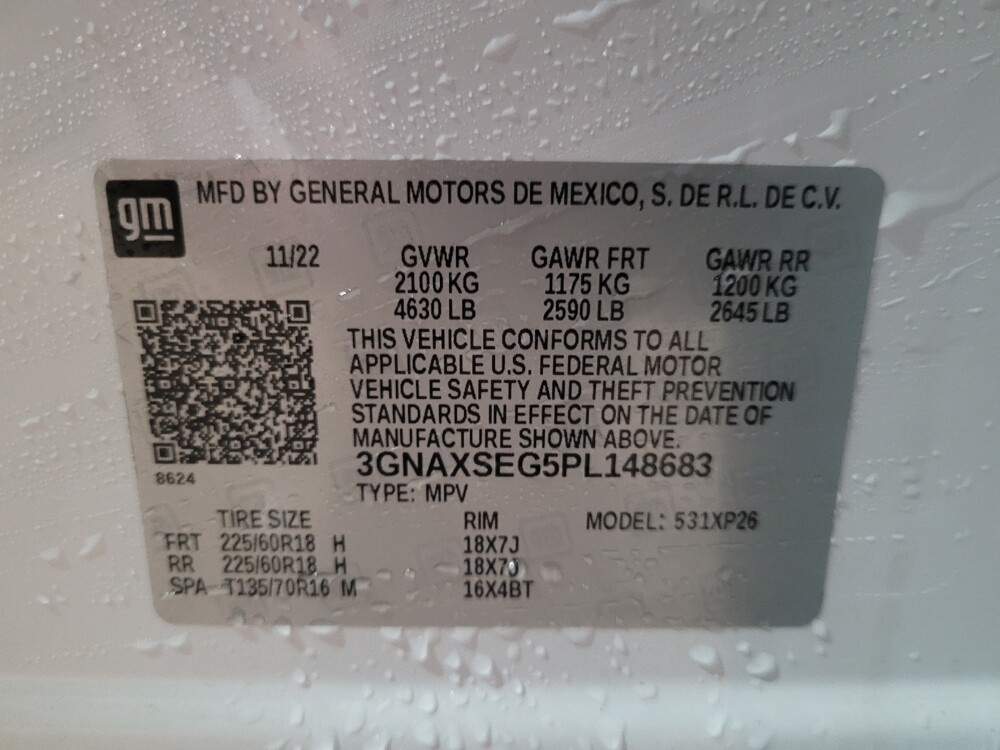 gm
MFD BY GENERAL MOTORS DE MEXICO, S. DE R.L. DE C.V.
11/22 GVWR GAWR FRT GAWR RR
2100 KG 1175 KG 1200 KG
4630 LB 2590 LB 2645 LB
THIS VEHICLE CONFORMS TO ALL
APPLICABLE U.S. FEDERAL MOTOR
VEHICLE SAFETY AND THEFT PREVENTION
STANDARDS IN EFFECT ON THE DATE OF
MANUFACTURE SHOWN ABOVE.
3GNAXSEG5PL148683
8624
TYPE: MPV
TIRE SIZE RIM MODEL: 531XP26
FRT 225/60R18 H 18X7J
RR 225/60R18 H 18X7J
SPA T135/70R16 M 16X4BT